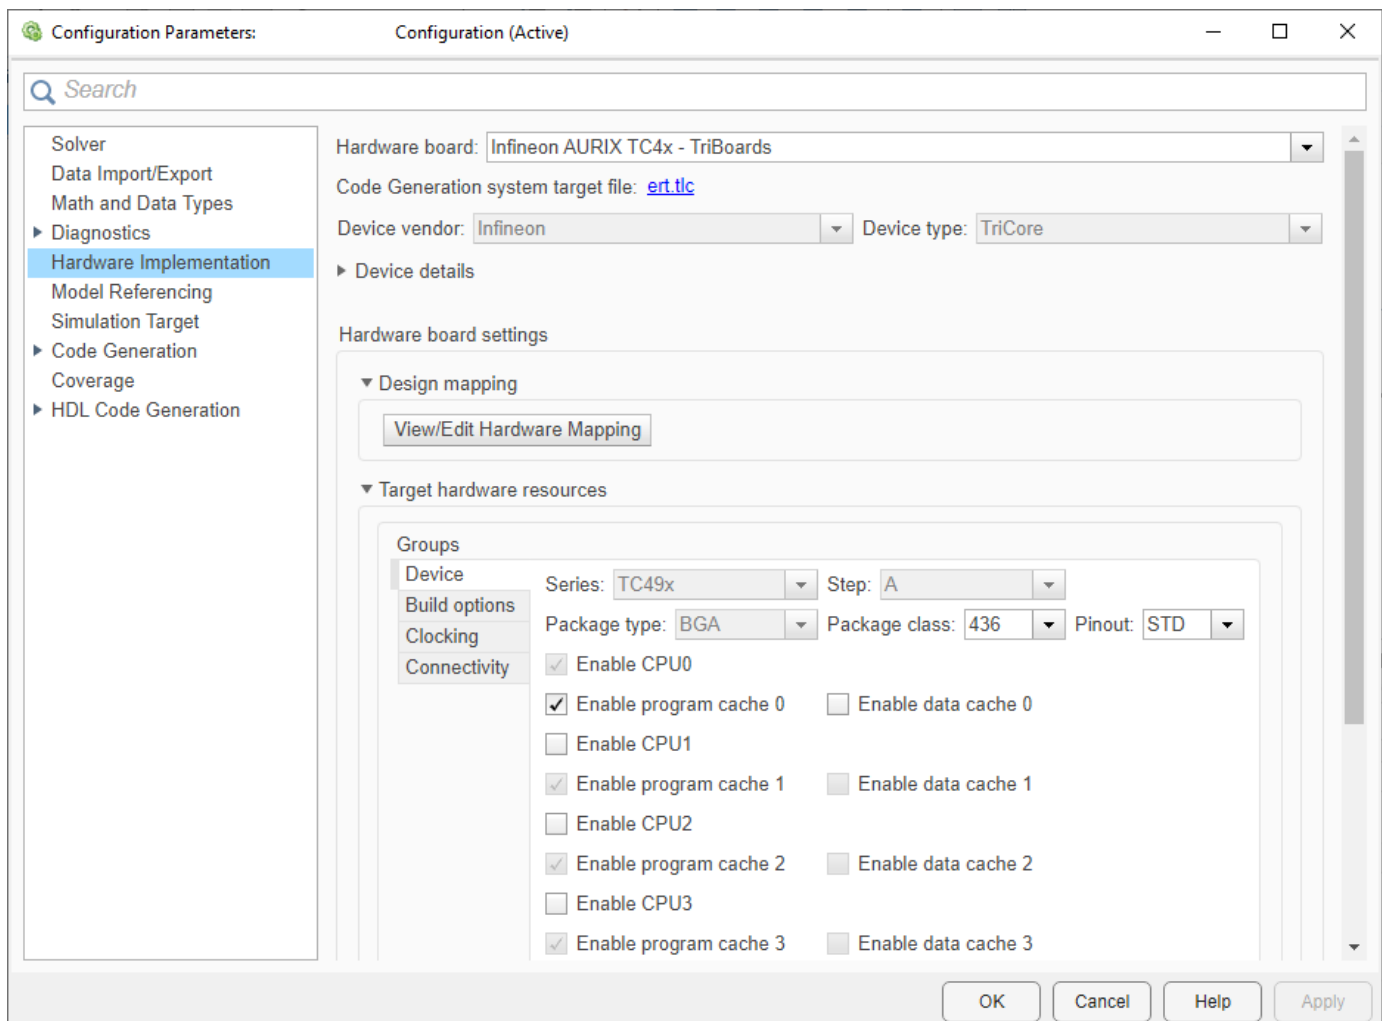 Configuration Parameters: Configuration (Active)
Search
Solver
Data Import/Export
Math and Data Types
Diagnostics
Hardware Implementation
Model Referencing
Simulation Target
Code Generation
Coverage
HDL Code Generation
Hardware board: Infineon AURIX TC4x - TriBoards
Code Generation system target file: ert.tlc
Device vendor: Infineon Device type: TriCore
Device details
Hardware board settings
Design mapping
View/Edit Hardware Mapping
Target hardware resources
Groups
Device
Build options
Clocking
Connectivity
Series: TC49x Step: A
Package type: BGA Package class: 436 Pinout: STD
Enable CPU0
Enable program cache 0 Enable data cache 0
Enable CPU1
Enable program cache 1 Enable data cache 1
Enable CPU2
Enable program cache 2 Enable data cache 2
Enable CPU3
Enable program cache 3 Enable data cache 3
OK Cancel Help Apply